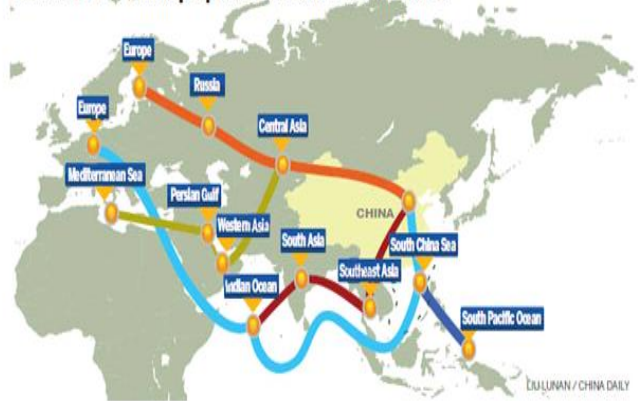 Europe
Russia
Europe
Central Asia
Mediterranean Sea
Persian Gulf
Western Asia
CHINA
South Asia
South China Sea
Southeast Asia
Indian Ocean
South Pacific Ocean
LIU LUNAN / CHINA DAILY